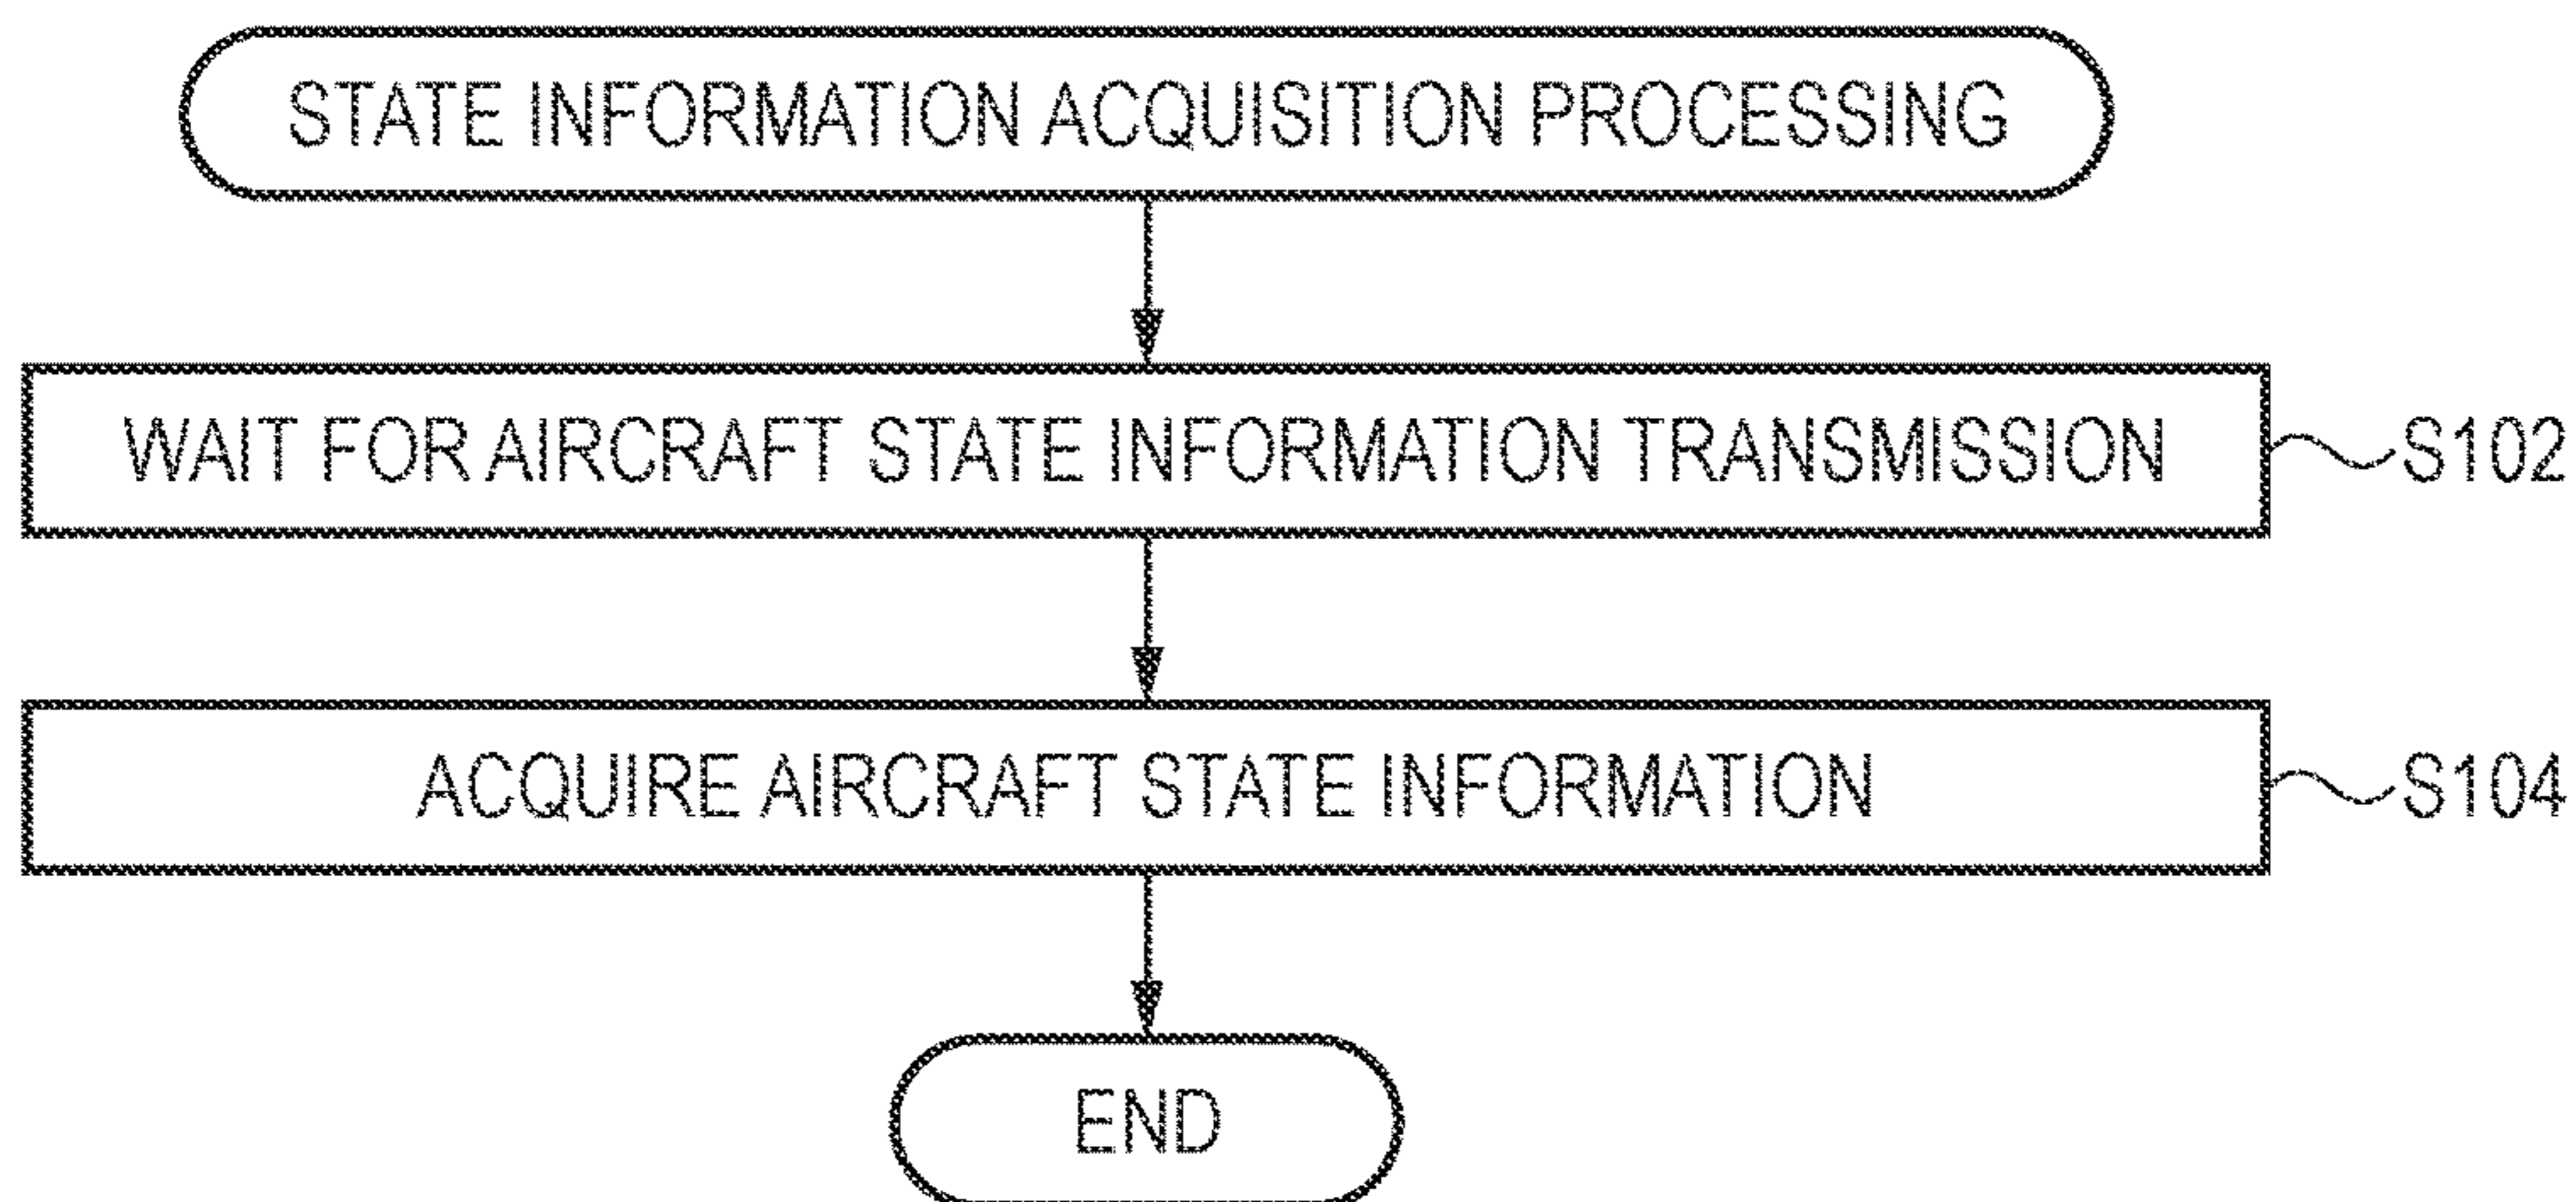 STATE INFORMATION ACQUISITION PROCESSING
WAIT FOR AIRCRAFT STATE INFORMATION TRANSMISSION
S102
ACQUIRE AIRCRAFT STATE INFORMATION
S104
END